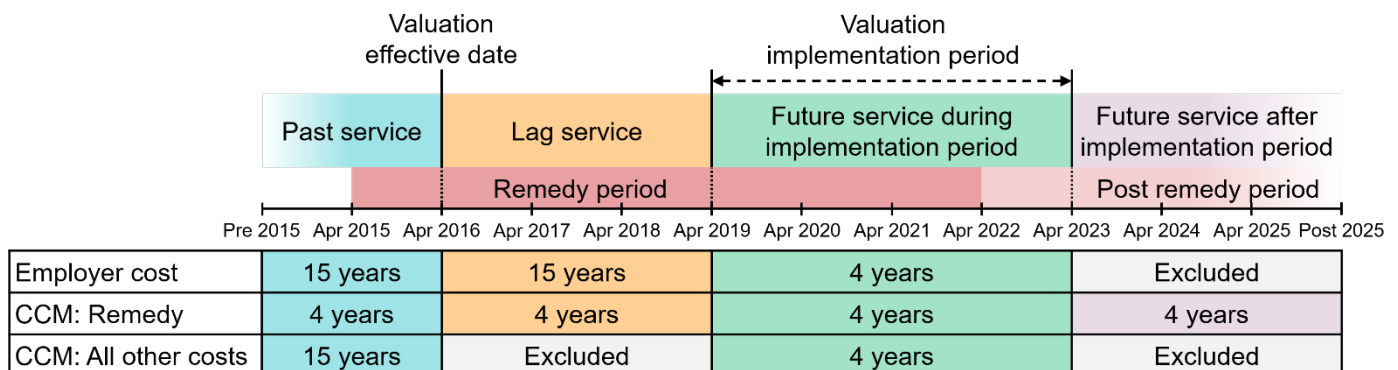 Valuation
effective date
Valuation
implementation period
Past service
Lag service
Future service during
implementation period
Future service after
implementation period
Remedy period
Post remedy period
Pre 2015 Apr 2015 Apr 2016 Apr 2017 Apr 2018 Apr 2019 Apr 2020 Apr 2021 Apr 2022 Apr 2023 Apr 2024 Apr 2025 Post 2025
Employer cost 15 years 15 years 4 years Excluded
CCM: Remedy 4 years 4 years 4 years 4 years
CCM: All other costs 15 years Excluded 4 years Excluded